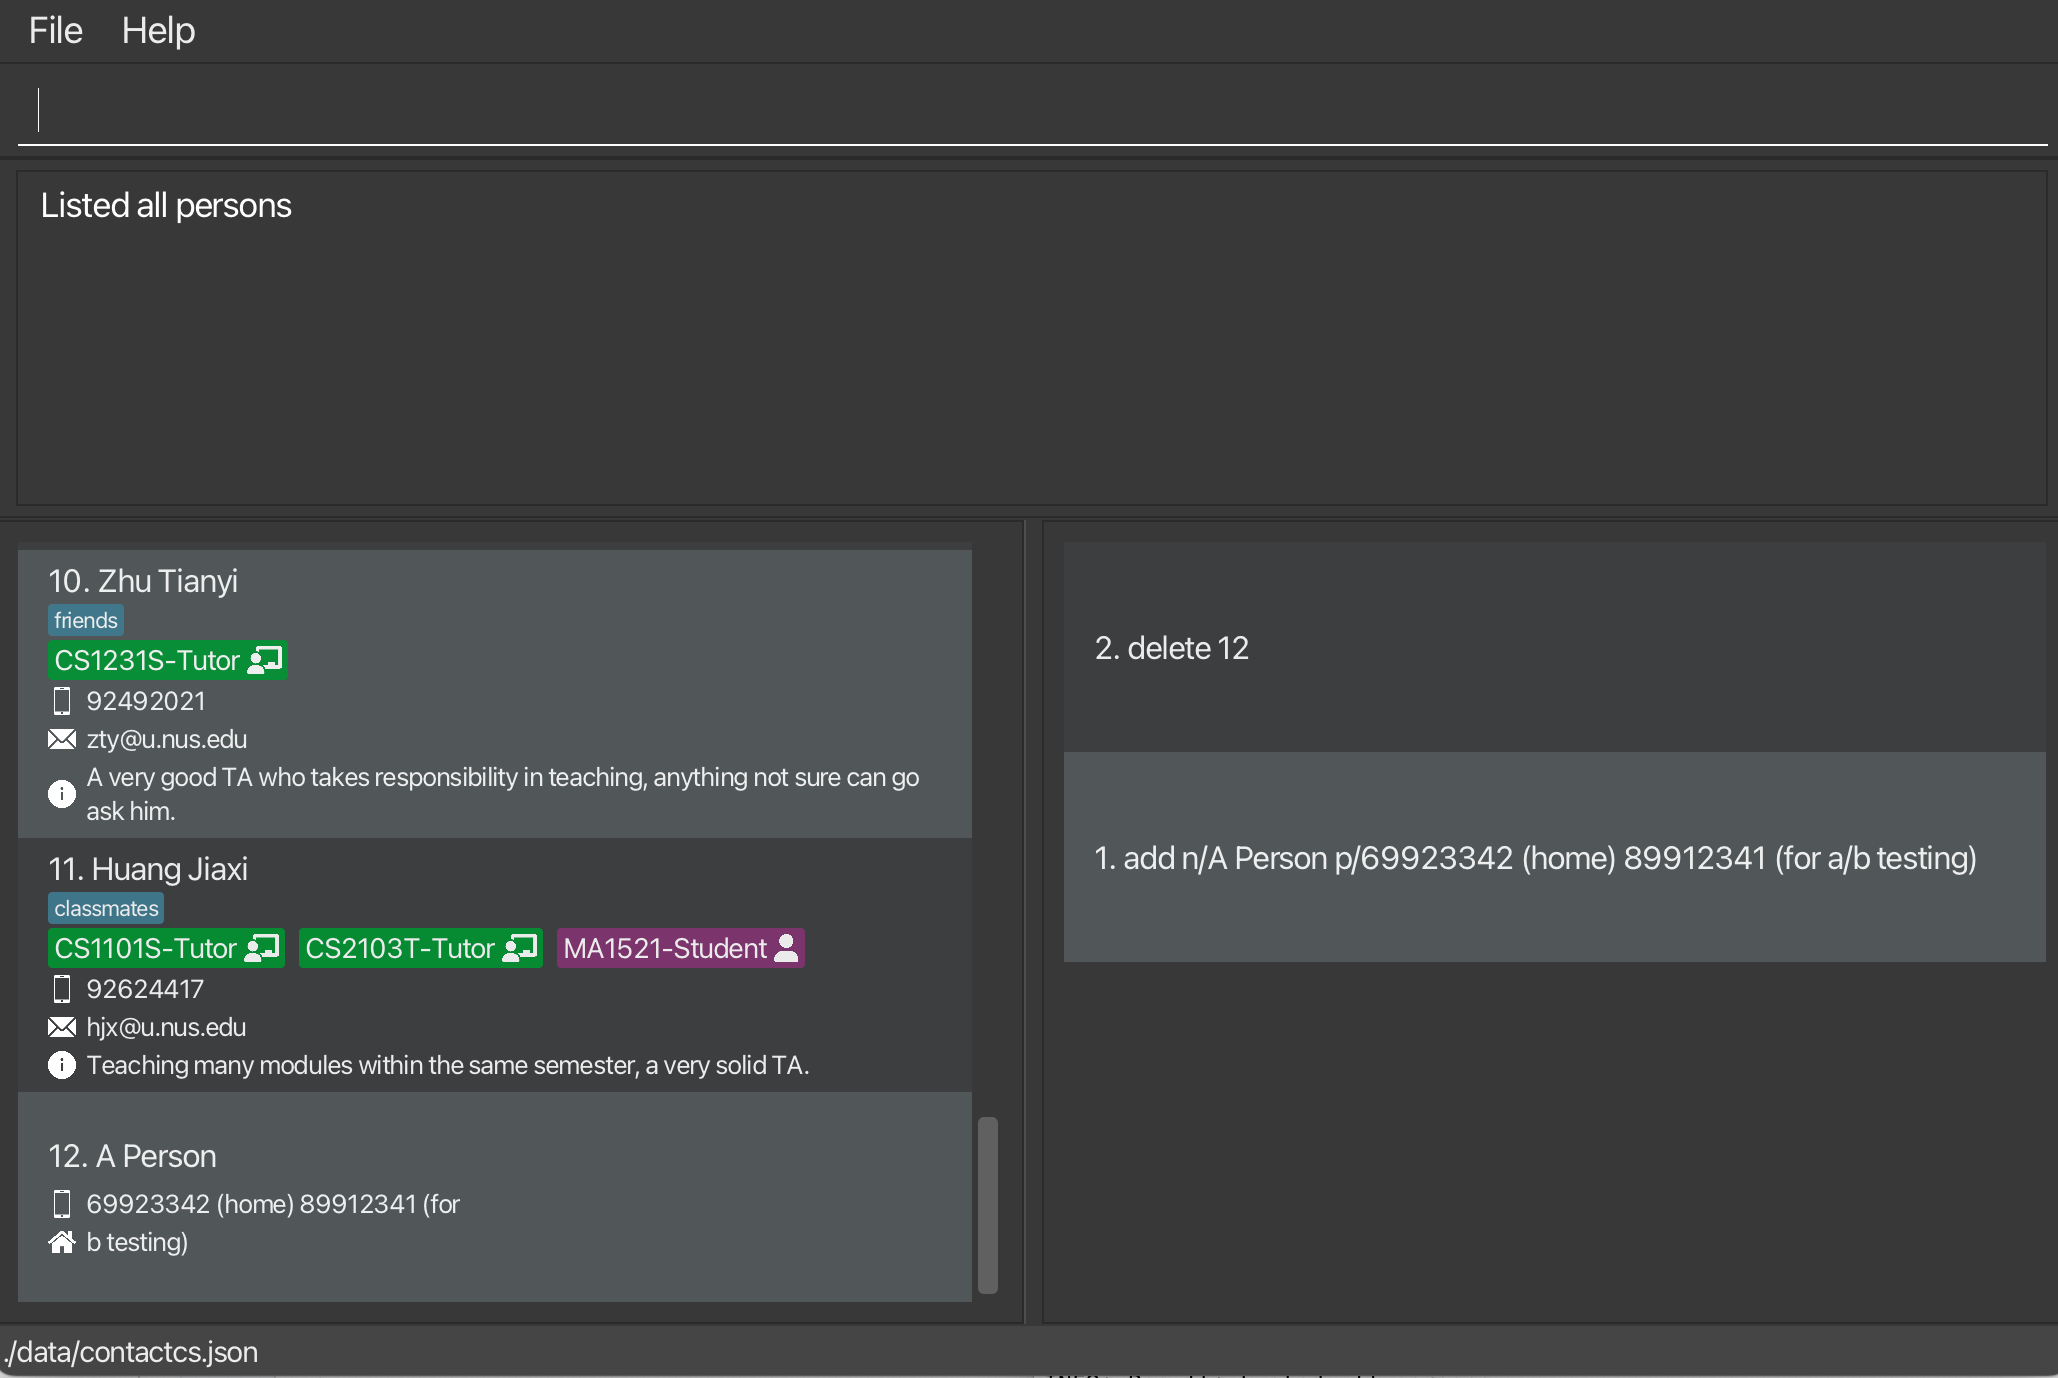 File Help
Listed all persons
10. Zhu Tianyi
friends
CS1231S-Tutor
92492021
zty@u.nus.edu
A very good TA who takes responsibility in teaching, anything not sure can go
ask him.
11. Huang Jiaxi
classmates
CS1101S-Tutor CS2103T-Tutor MA1521-Student
92624417
hjx@u.nus.edu
Teaching many modules within the same semester, a very solid TA.
12. A Person
69923342 (home) 89912341 (for
b testing)
2. delete 12
1. add n/A Person p/69923342 (home) 89912341 (for a/b testing)
./data/contactcs.json